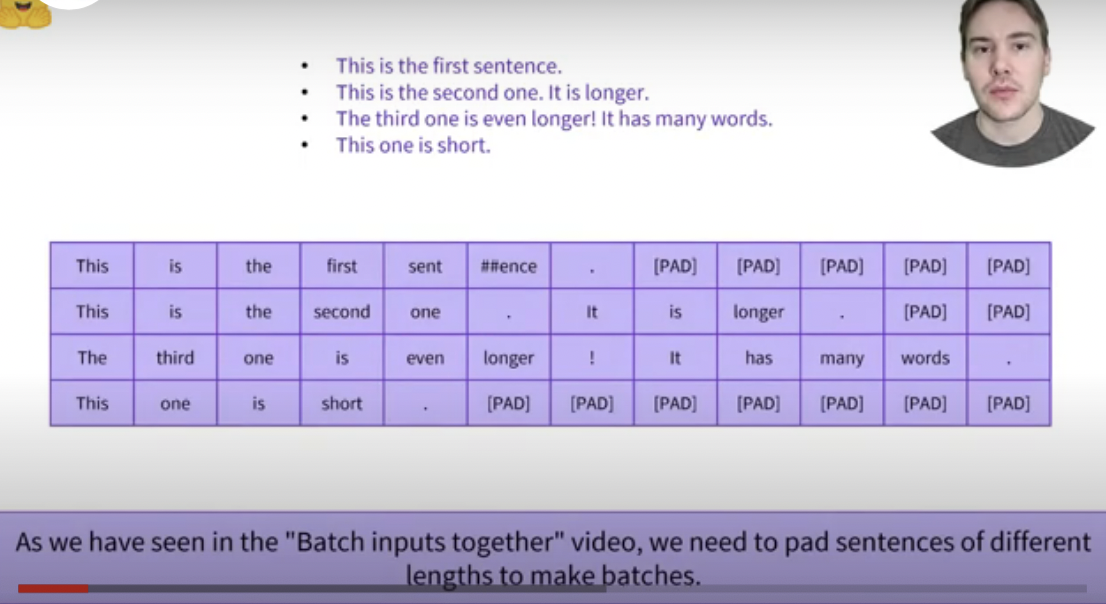 This is the first sentence.
This is the second one. It is longer.
The third one is even longer! It has many words.
This one is short.
This is the first sent ##ence . [PAD] [PAD] [PAD] [PAD] [PAD]
This is the second one . It is longer . [PAD] [PAD]
The third one is even longer ! It has many words .
This one is short . [PAD] [PAD] [PAD] [PAD] [PAD] [PAD] [PAD]
As we have seen in the "Batch inputs together" video, we need to pad sentences of different
lengths to make batches.